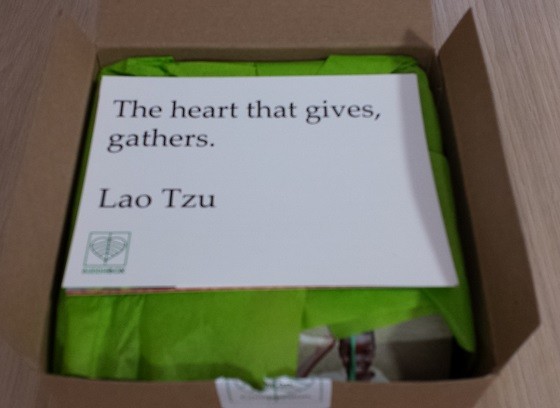 The heart that gives,
gathers.
Lao Tzu